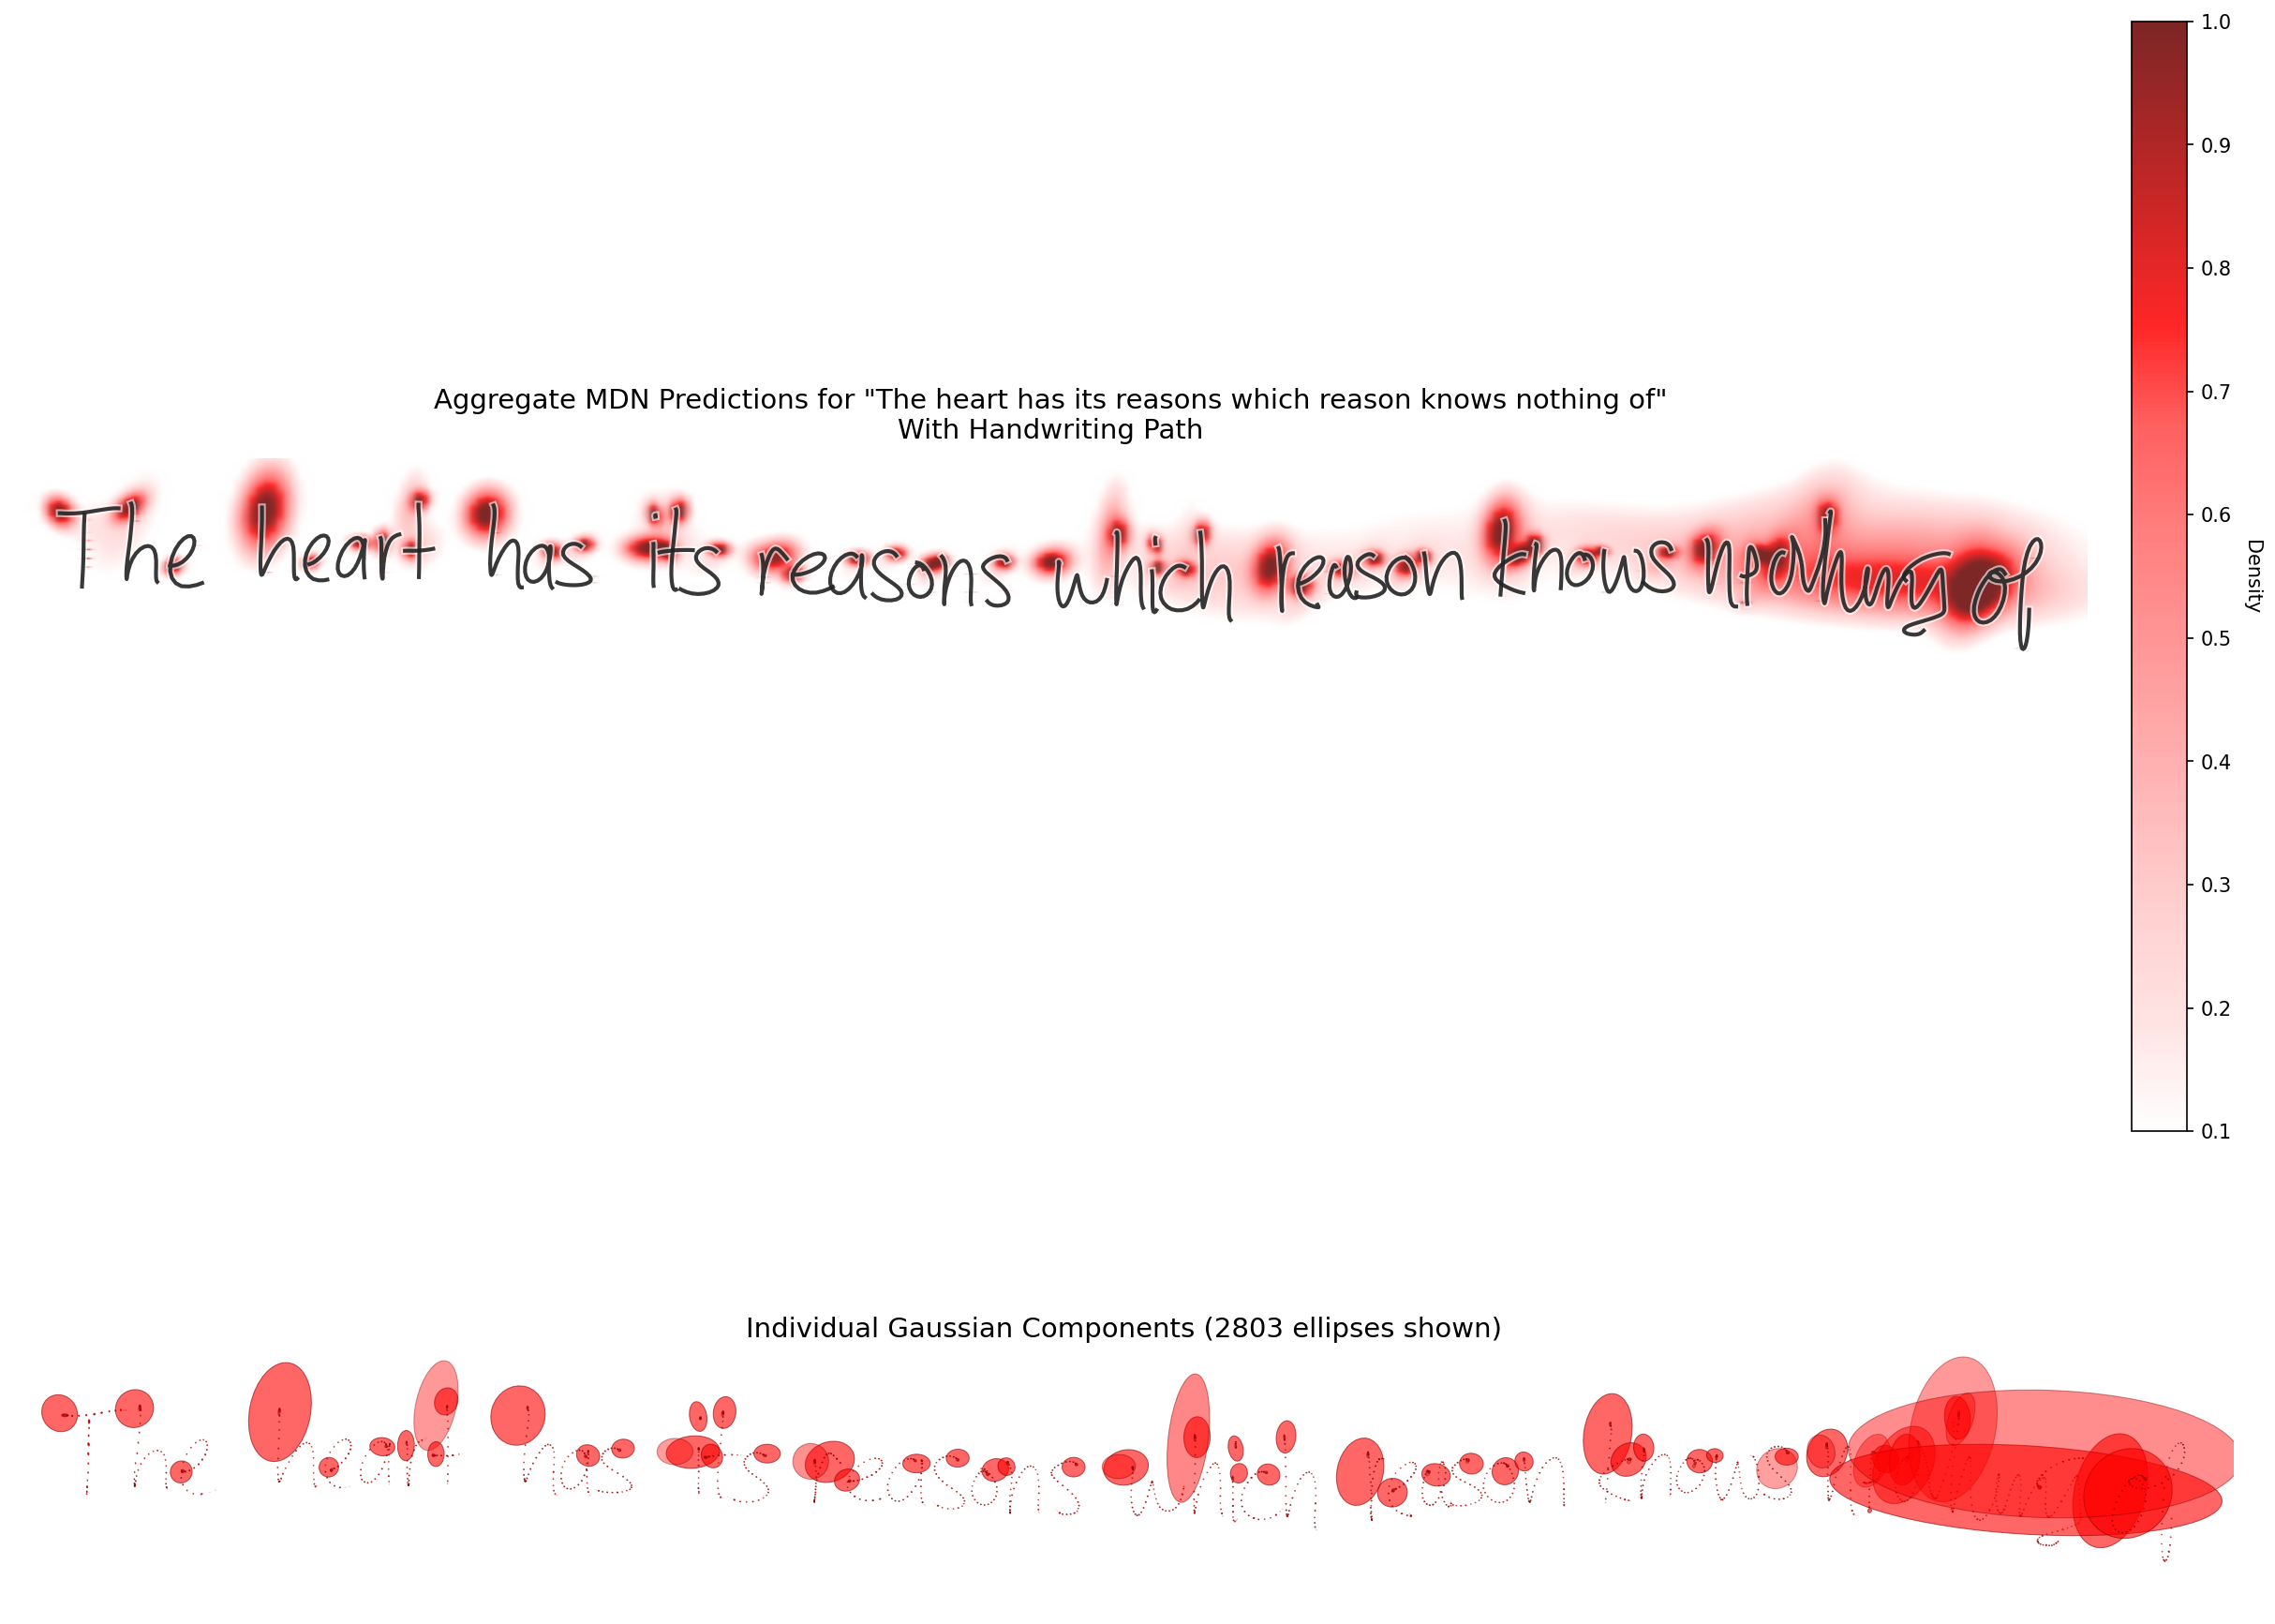 Aggregate MDN Predictions for "The heart has its reasons which reason knows nothing of"
With Handwriting Path
The heart has its reasons which reason knows of
1.0
0.9
0.8
0.7
0.6
0.5
0.4
0.3
0.2
0.1
Density
Individual Gaussian Components (2803 ellipses shown)
The heart has its reasons which reason knows